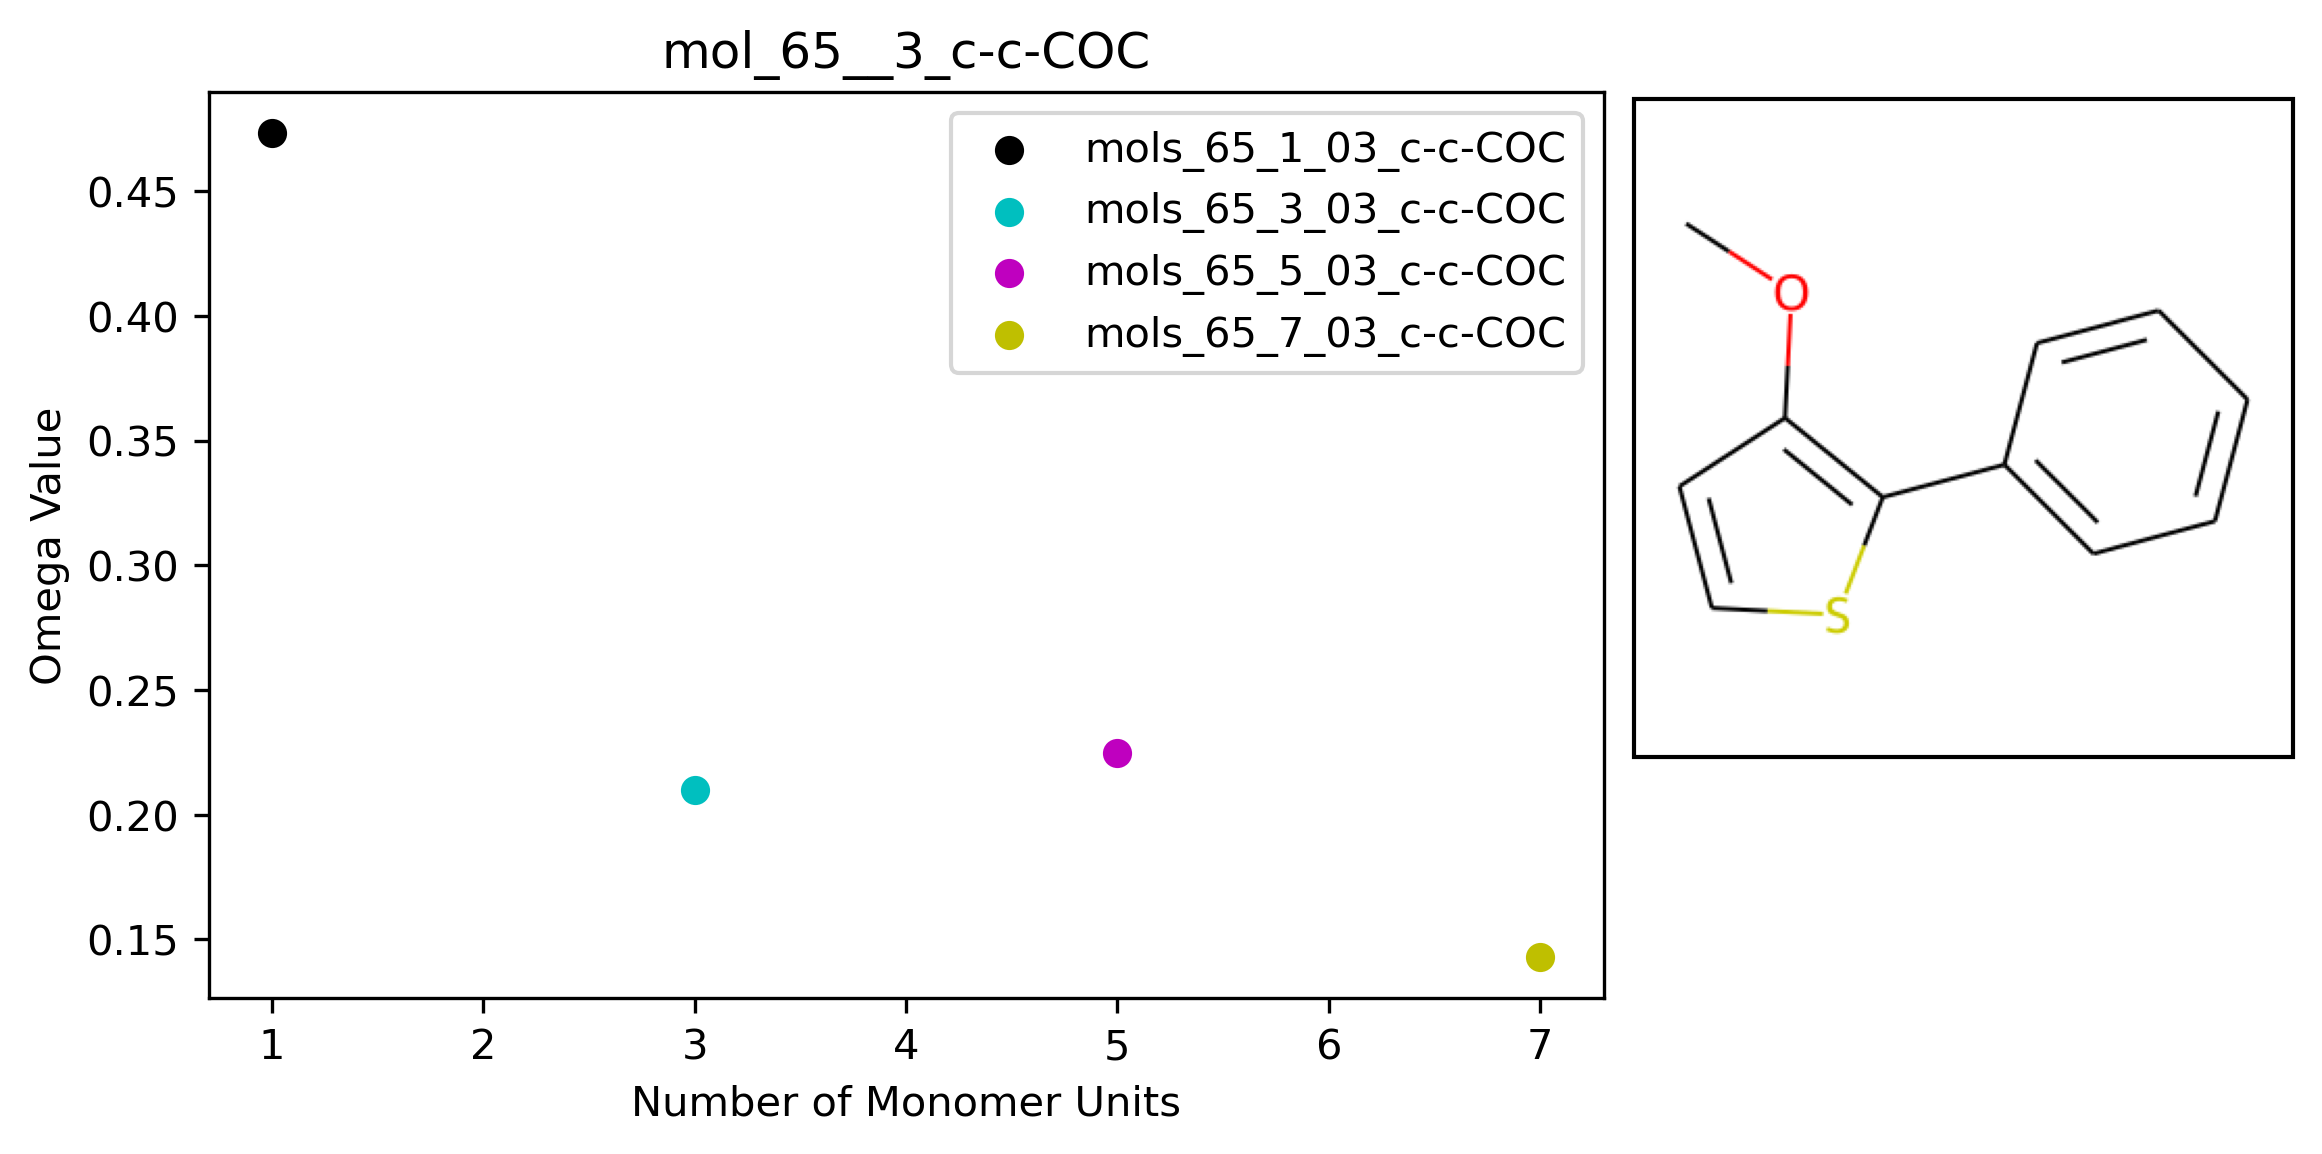 mol_65__3_c-c-COC
mols_65_1_03_c-c-COC
mols_65_3_03_c-c-COC
mols_65_5_03_c-c-COC
mols_65_7_03_c-c-COC
Omega Value
0.45
0.40
0.35
0.30
0.25
0.20
0.15
1 2 3 4 5 6 7
Number of Monomer Units
O
S